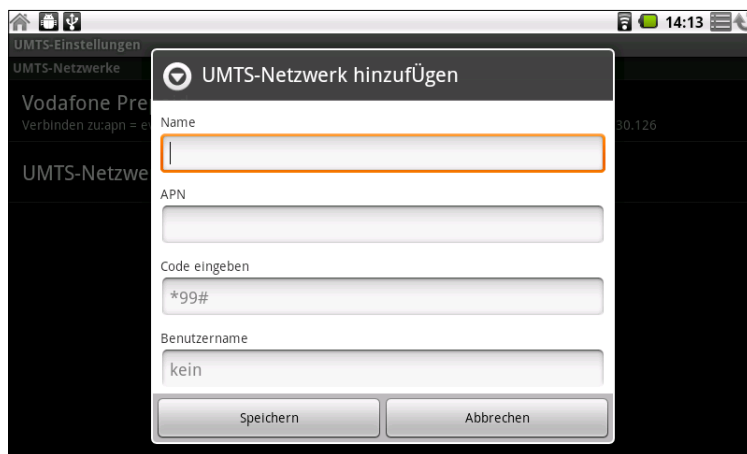 14:13
UMTS-Einstellungen
UMTS-Netzwerke
Vodafone Pre
Verbinden zu:apn = e
30.126
UMTS-Netzwe
UMTS-Netzwerk hinzufÜgen
Name
APN
Code eingeben
*99#
Benutzername
kein
Speichern
Abbrechen